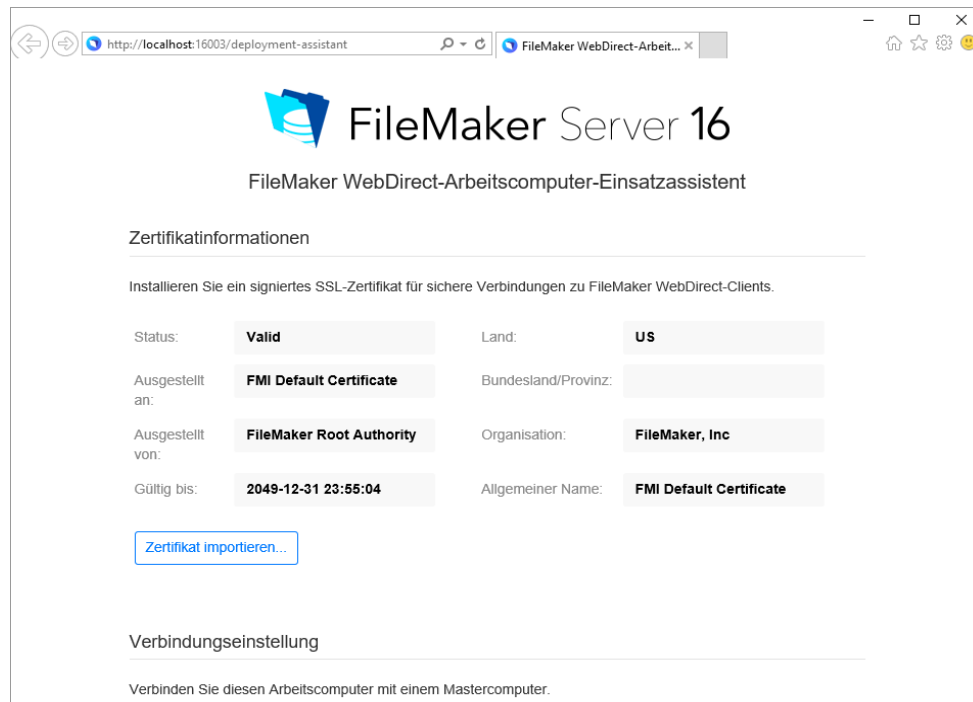 http://localhost:16003/deployment-assistant
FileMaker WebDirect-Arbeit...
FileMaker Server 16
FileMaker WebDirect-Arbeitscomputer-Einsatzassistent
Zertifikatinformationen
Installieren Sie ein signiertes SSL-Zertifikat für sichere Verbindungen zu FileMaker WebDirect-Clients.
Status: Valid Land: US
Ausgestellt an: FMI Default Certificate Bundesland/Provinz:
Ausgestellt von: FileMaker Root Authority Organisation: FileMaker, Inc
Gültig bis: 2049-12-31 23:55:04 Allgemeiner Name: FMI Default Certificate
Zertifikat importieren...
Verbindungseinstellung
Verbinden Sie diesen Arbeitscomputer mit einem Mastercomputer.